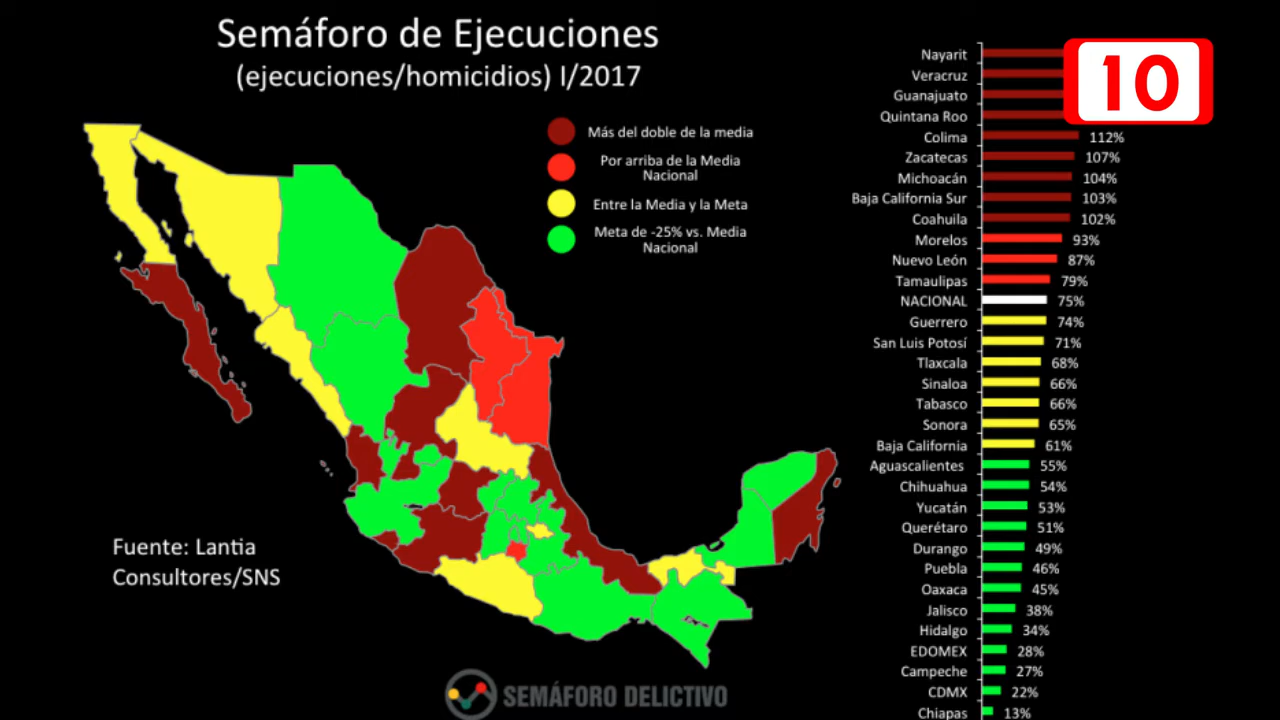 Semáforo de Ejecuciones
(ejecuciones/homicidios) I/2017
Más del doble de la media
Por arriba de la Media
Nacional
Entre la Media y la Meta
Meta de -25% vs. Media
Nacional
Fuente: Lantia
Consultores/SNS
SEMÁFORO DELICTIVO
10
Nayarit
Veracruz
Guanajuato
Quintana Roo
Colima 112%
Zacatecas 107%
Michoacán 104%
Baja California Sur 103%
Coahuila 102%
Morelos 93%
Nuevo León 87%
Tamaulipas 79%
NACIONAL 75%
Guerrero 74%
San Luis Potosí 71%
Tlaxcala 68%
Sinaloa 66%
Tabasco 66%
Sonora 65%
Baja California 61%
Aguascalientes 55%
Chihuahua 54%
Yucatán 53%
Querétaro 51%
Durango 49%
Puebla 46%
Oaxaca 45%
Jalisco 38%
Hidalgo 34%
EDOMEX 28%
Campeche 27%
CDMX 22%
Chiapas 13%